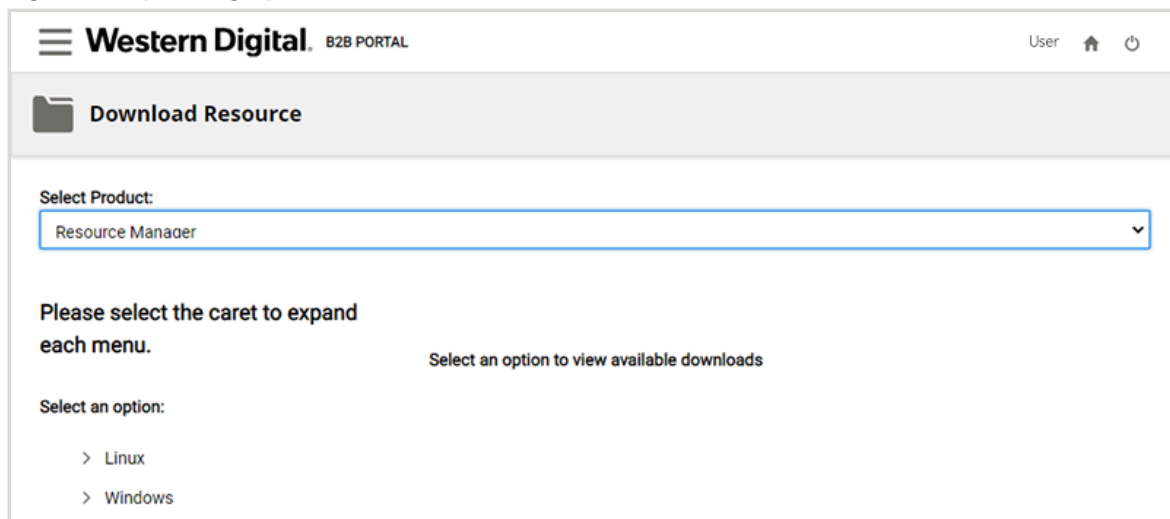 Western Digital. B2B PORTAL User
Download Resource
Select Product:
Resource Manager
Please select the caret to expand
each menu.
Select an option to view available downloads
Select an option:
> Linux
> Windows